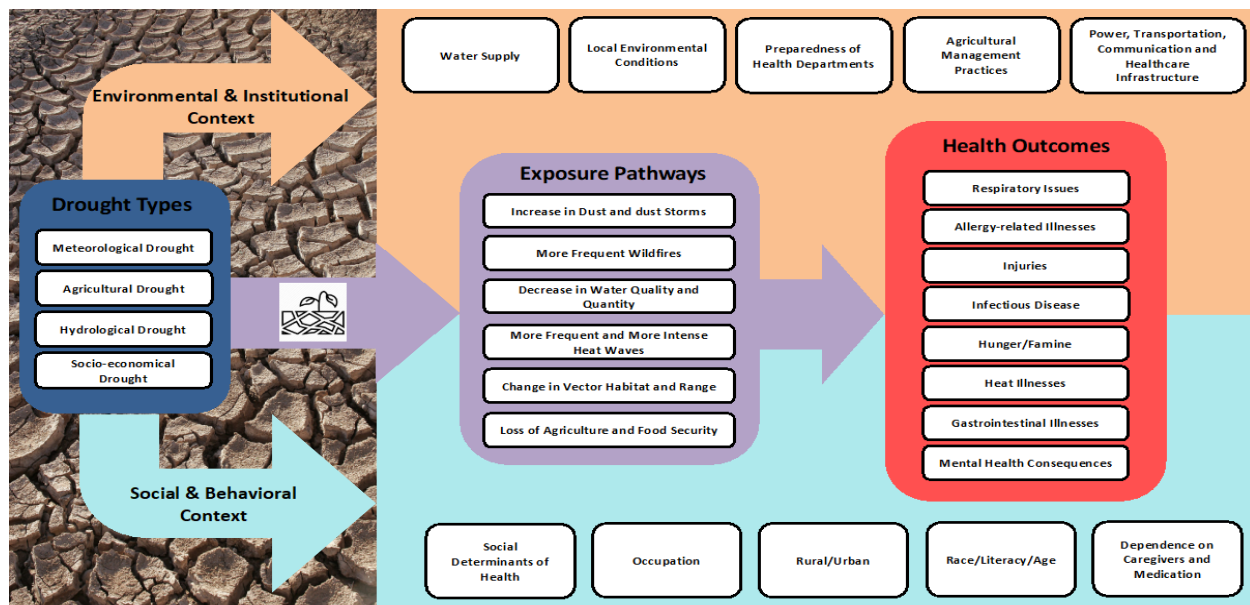 Water Supply
Local Environmental
Conditions
Preparedness of
Health Departments
Agricultural
Management
Practices
Power, Transportation,
Communication and
Healthcare
Infrastructure
Environmental & Institutional
Context
Drought Types
Meteorological Drought
Agricultural Drought
Hydrological Drought
Socio-economical
Drought
Exposure Pathways
Increase in Dust and dust Storms
More Frequent Wildfires
Decrease in Water Quality and
Quantity
More Frequent and More Intense
Heat Waves
Change in Vector Habitat and Range
Loss of Agriculture and Food Security
Health Outcomes
Respiratory Issues
Allergy-related Illnesses
Injuries
Infectious Disease
Hunger/Famine
Heat Illnesses
Gastrointestinal Illnesses
Mental Health Consequences
Social & Behavioral
Context
Social
Determinants of
Health
Occupation
Rural/Urban
Race/Literacy/Age
Dependence on
Caregivers and
Medication